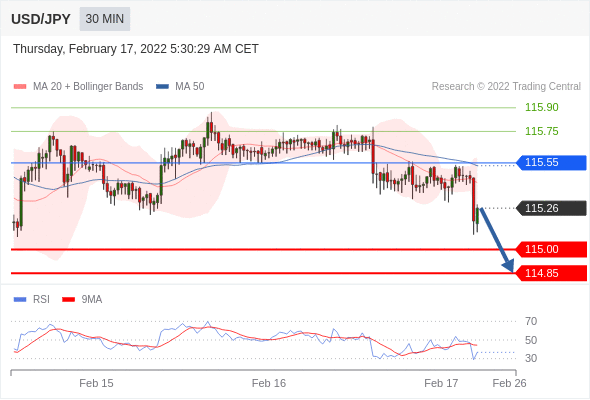 USD/JPY 30 MIN
Thursday, February 17, 2022 5:30:29 AM CET
MA 20 + Bollinger Bands MA 50 Research © 2022 Trading Central
115.90
115.75
115.55
115.26
115.00
114.85
RSI 9MA
70
50
30
Feb 15 Feb 16 Feb 17 Feb 26